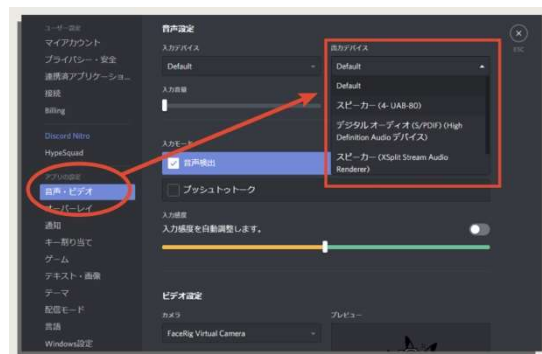 ユーザー設定
マイアカウント
プライバシー・安全
連携済アプリケーショ...
接続
Billing
Discord Nitro
HypeSquad
アプリの設定
音声・ビデオ
オーバーレイ
通知
キー割り当て
ゲーム
テキスト・画像
テーマ
配信モード
言語
Windows設定
音声設定
入力デバイス
Default
入力音量
入力モード
音声検出
プッシュトゥトーク
入力感度
入力感度を自動調整します。
ビデオ設定
カメラ
FaceRig Virtual Camera
プレビュー
出力デバイス
Default
Default
スピーカー (4- UAB-80)
デジタル オーディオ (S/PDIF) (High
Definition Audio デバイス)
スピーカー (XSplit Stream Audio
Renderer)
ESC